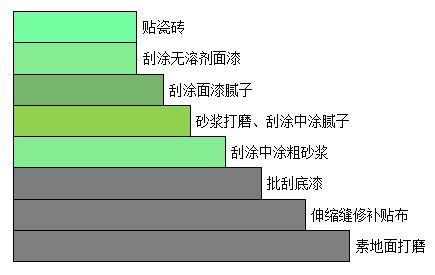 贴瓷砖
刮涂无溶剂面漆
刮涂面漆腻子
砂浆打磨、刮涂中涂腻子
刮涂中涂粗砂浆
批刮底漆
伸缩缝修补贴布
素地面打磨